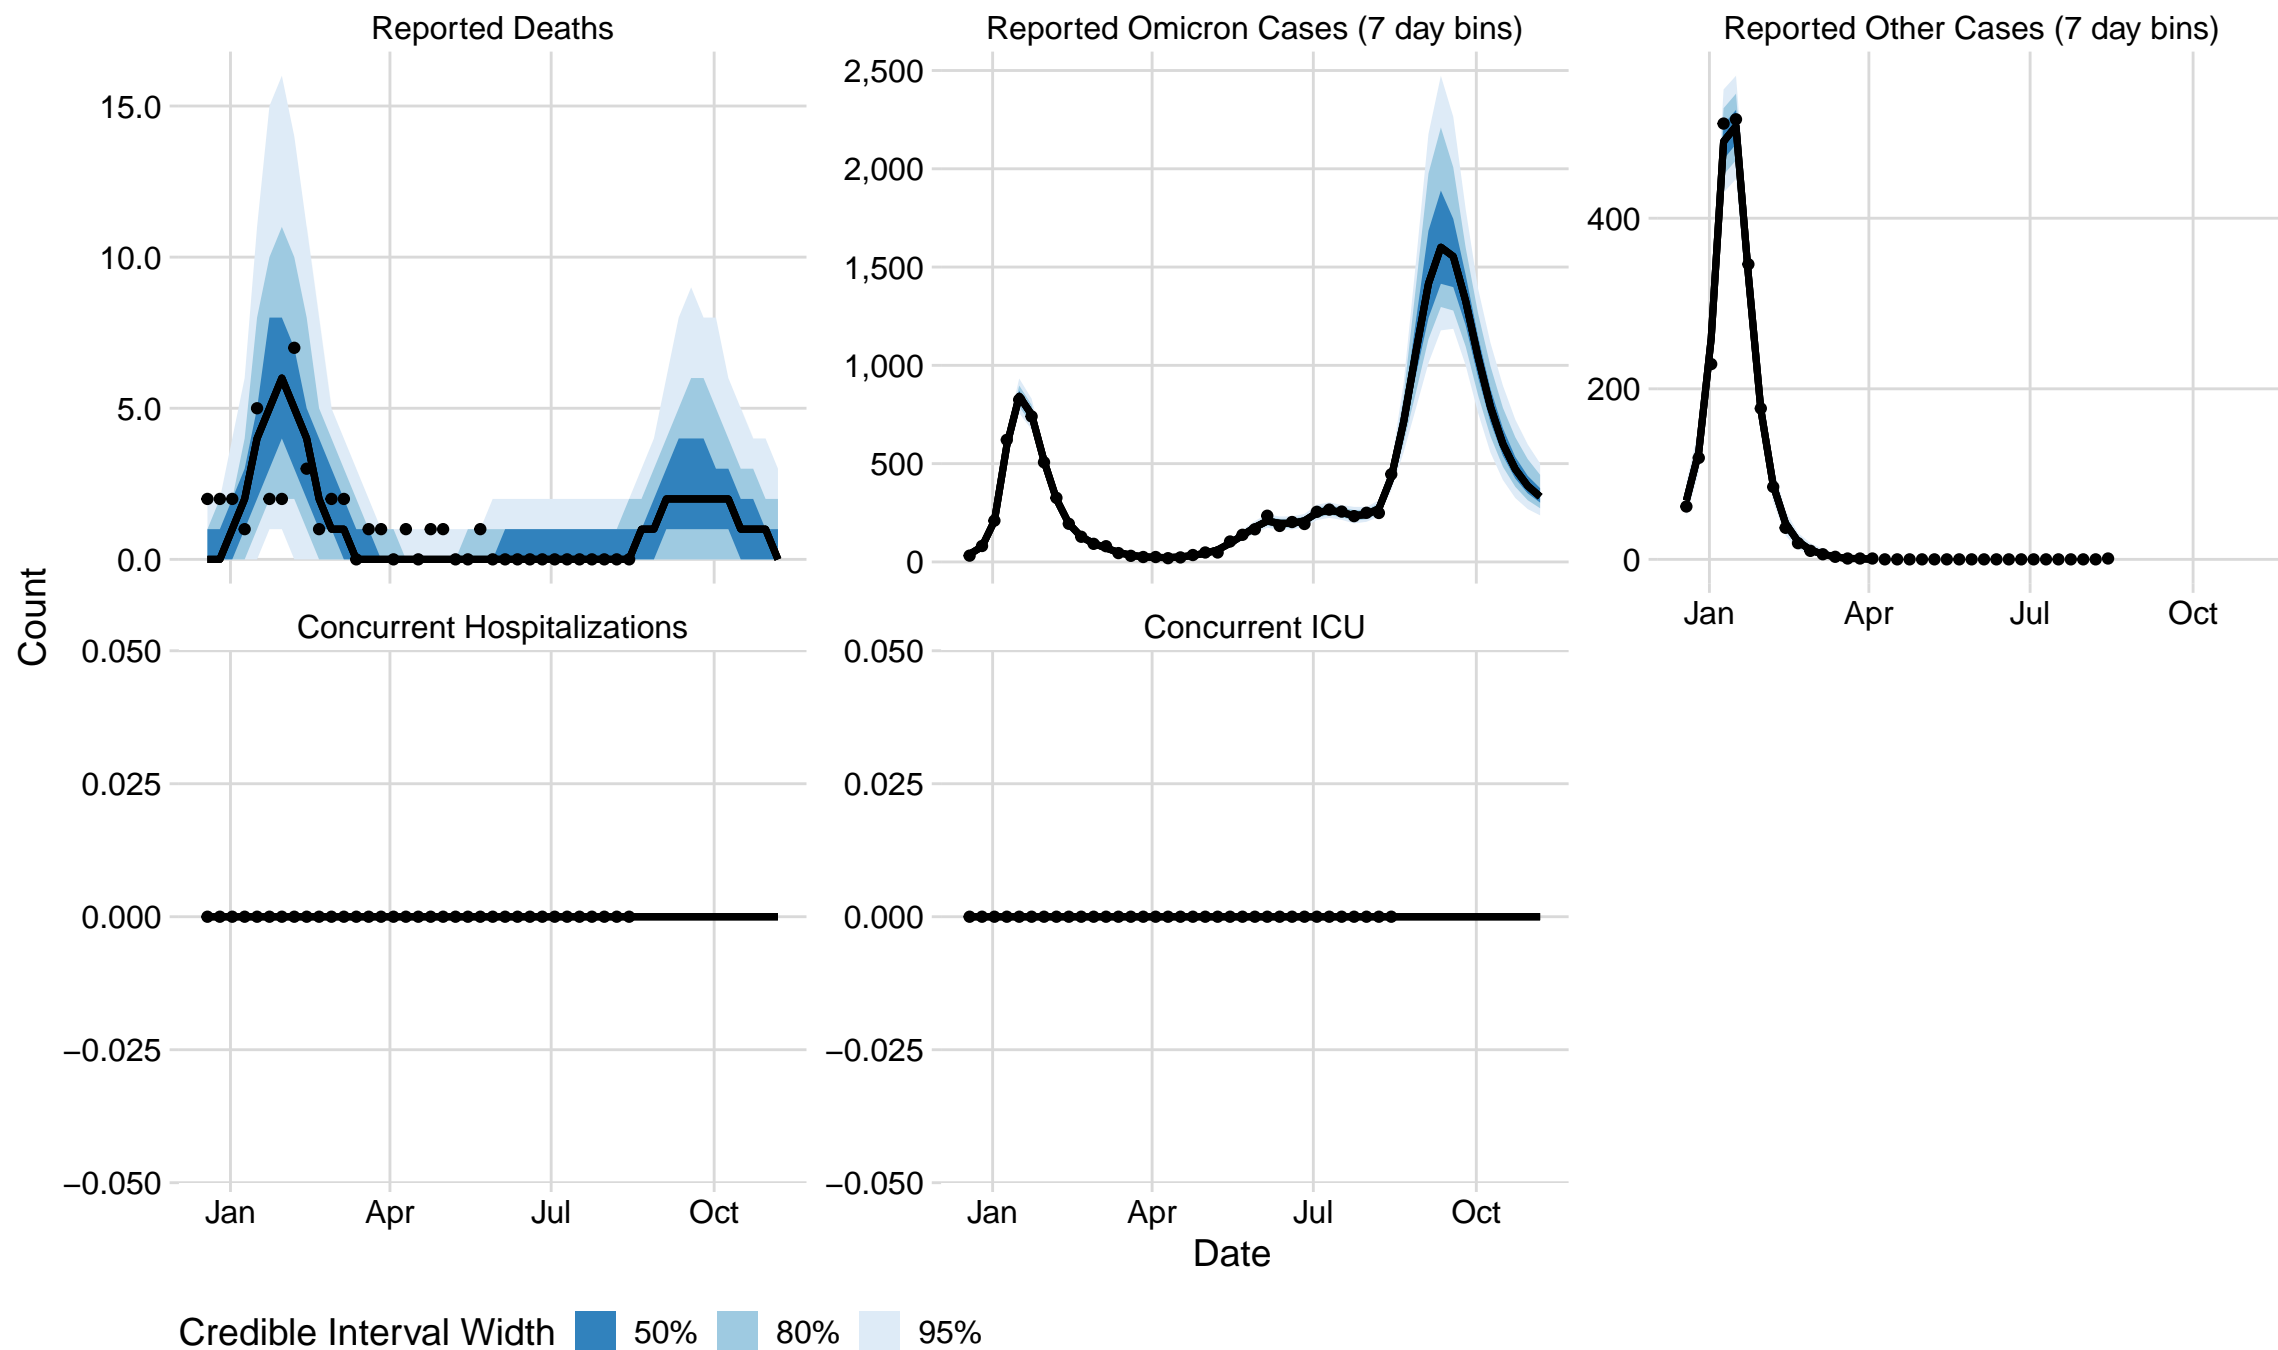 Reported Deaths
Reported Omicron Cases (7 day bins)
Reported Other Cases (7 day bins)
15.0
10.0
5.0
0.0
2,500
2,000
1,500
1,000
500
0
400
200
0
Jan Apr Jul Oct
Count
Concurrent Hospitalizations
Concurrent ICU
0.050
0.025
0.000
−0.025
−0.050
Jan Apr Jul Oct
0.050
0.025
0.000
−0.025
−0.050
Jan Apr Jul Oct
Date
Credible Interval Width 50% 80% 95%